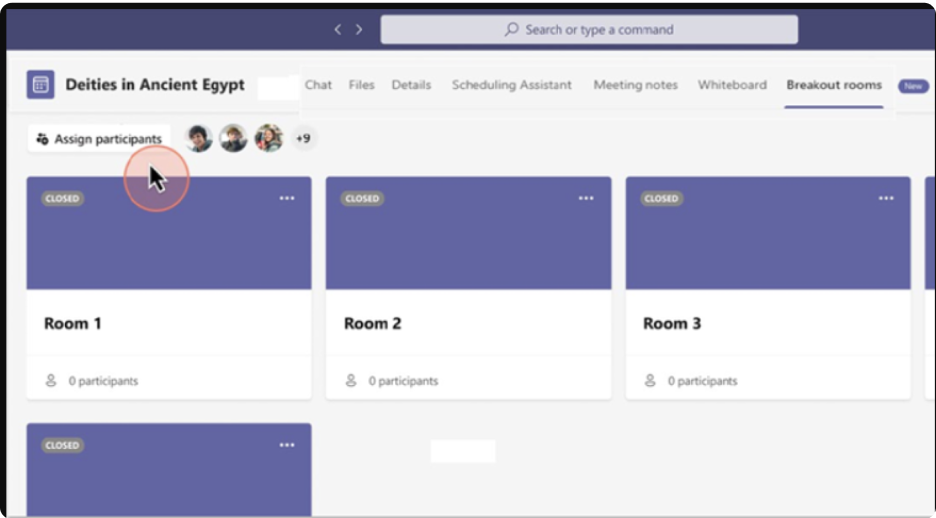 Search or type a command
Deities in Ancient Egypt Chat Files Details Scheduling Assistant Meeting notes Whiteboard Breakout rooms New
Assign participants +9
CLOSED CLOSED CLOSED
Room 1 Room 2 Room 3
0 participants 0 participants 0 participants
CLOSED